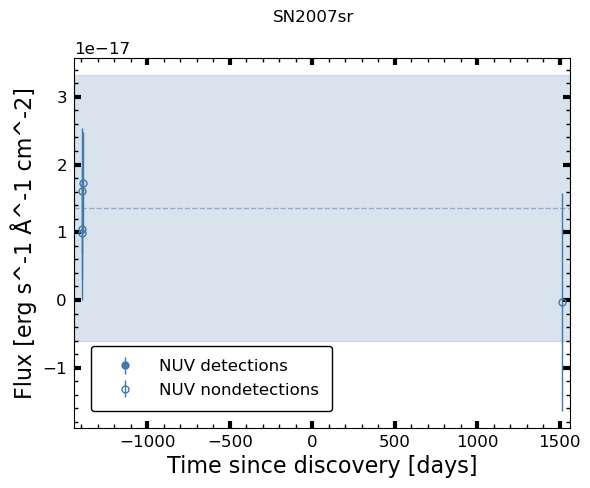 SN2007sr
1e−17
3
2
1
0
−1
Flux [erg s^-1 Å^-1 cm^-2]
NUV detections
NUV nondetections
−1000 −500 0 500 1000 1500
Time since discovery [days]